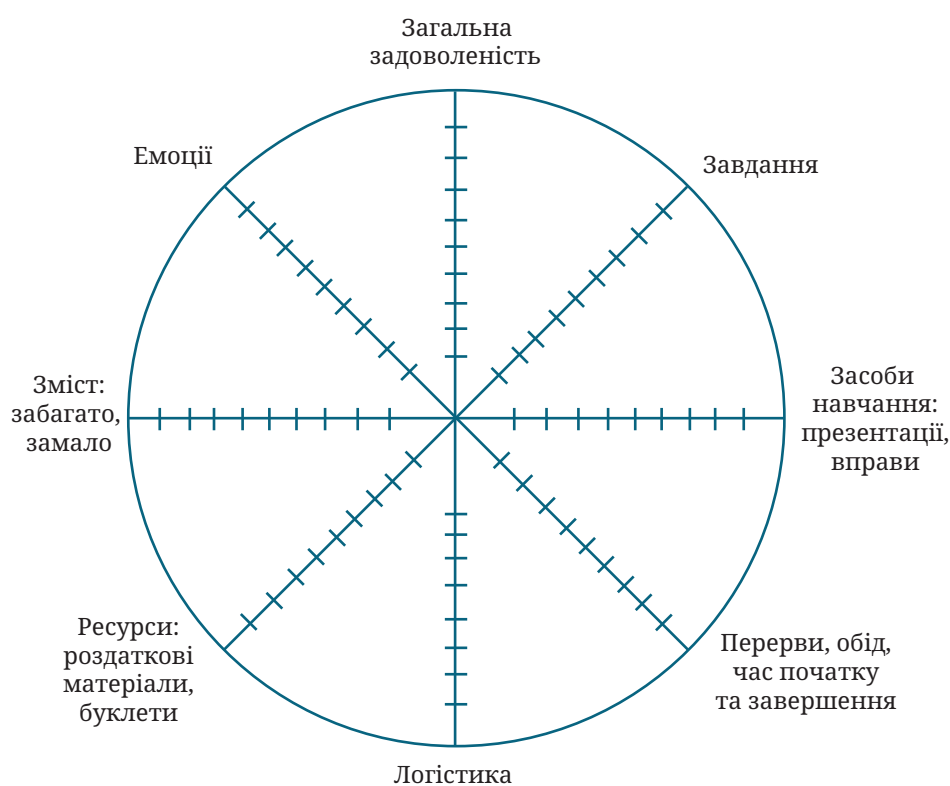 Загальна
задоволеність
Емоції
Завдання
Зміст:
забагато,
замало
Засоби
навчання:
презентації,
вправи
Ресурси:
роздаткові
матеріали,
буклети
Перерви, обід,
час початку
та завершення
Логістика